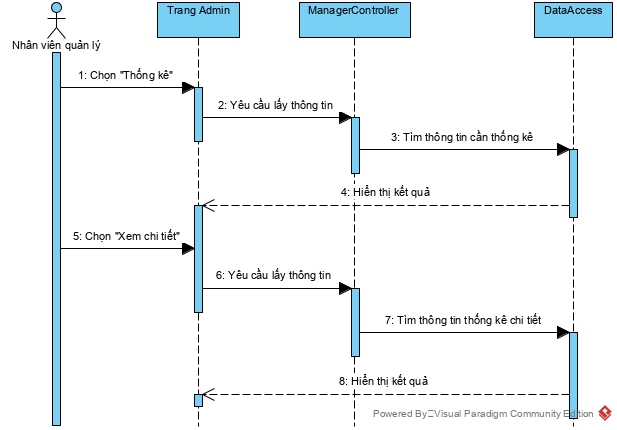 Trang Admin
ManagerController
DataAccess
Nhân viên quản lý
1: Chọn "Thống kê"
2: Yêu cầu lấy thông tin
3: Tìm thông tin cần thống kê
4: Hiển thị kết quả
5: Chọn "Xem chi tiết"
6: Yêu cầu lấy thông tin
7: Tìm thông tin thống kê chi tiết
8: Hiển thị kết quả
Powered By Visual Paradigm Community Edition